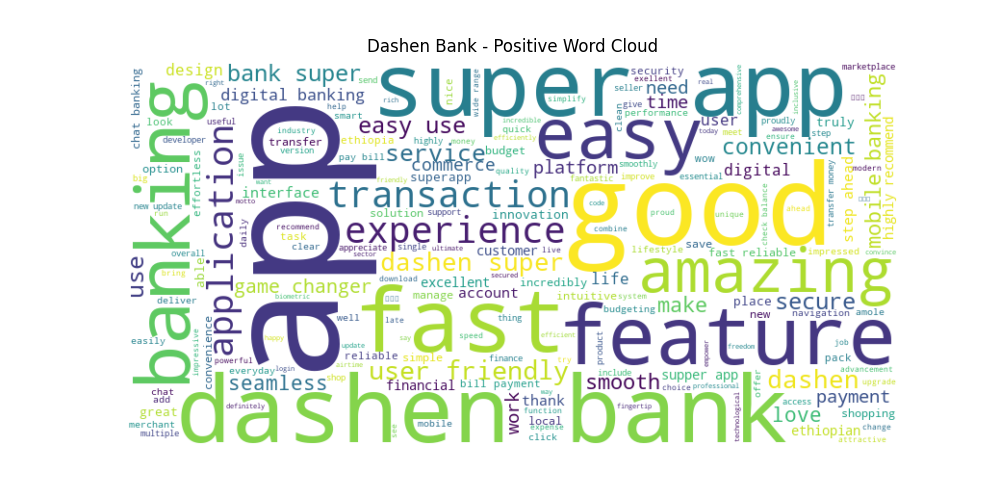 Dashen Bank - Positive Word Cloud
chat banking
design
right
bank super
send
super app
wide range
nice
security
exellent
seller
need
clean
give
time
performance
real
comprehensive
marketplace
inclusive
look
lot
digital banking
rich
help
smart
simplify
developer
useful
industry
easy use
incredible
highly
money
quick
efficiently
easy
user
today
meet
proudly
awesome
ensure
step
truly
banking
application
transfer
version
ethiopia
pay bill
service
commerce
superapp
budget
quality
platform
smoothly
wow
convenient
mobile banking
option
effortless
issue
app
want
friendly
fantastic
improve
essential
digital
step ahead
transfer money
modern
highly recommend
big
interface
transaction
good
code
proud
unique
check balance
ahead
new update
run
motto
daily
recommend
task
clear
solution
support
innovation
combine
experience
lifestyle
save
impressed
convince
overall
able
appreciate
single
ultimate
customer
live
fast reliable
use
bring
sector
dashen super
secured
life
amazing
game changer
download
excellent
incredibly
intuitive
system
deliver
biometric
manage
account
make
place
secure
budgeting
new
navigation
amole
easily
impressive
convenience
powerful
happy
well
late
fast
thing
feature
product
freedom
job
login
update
say
speed
efficient
empower
pack
reliable
simple
finance
try
everyday
shop
airtime
user friendly
include
supper app
offer
advancement
chat
add
seamless
financial
bill payment
smooth
choice
professional
dashen
upgrade
great
dashen bank
work
thank
way
function
fingertip
technological
access
payment
love
shopping
merchant
multiple
definitely
see
mobile
expense
local
click
ethiopian
change
attractive